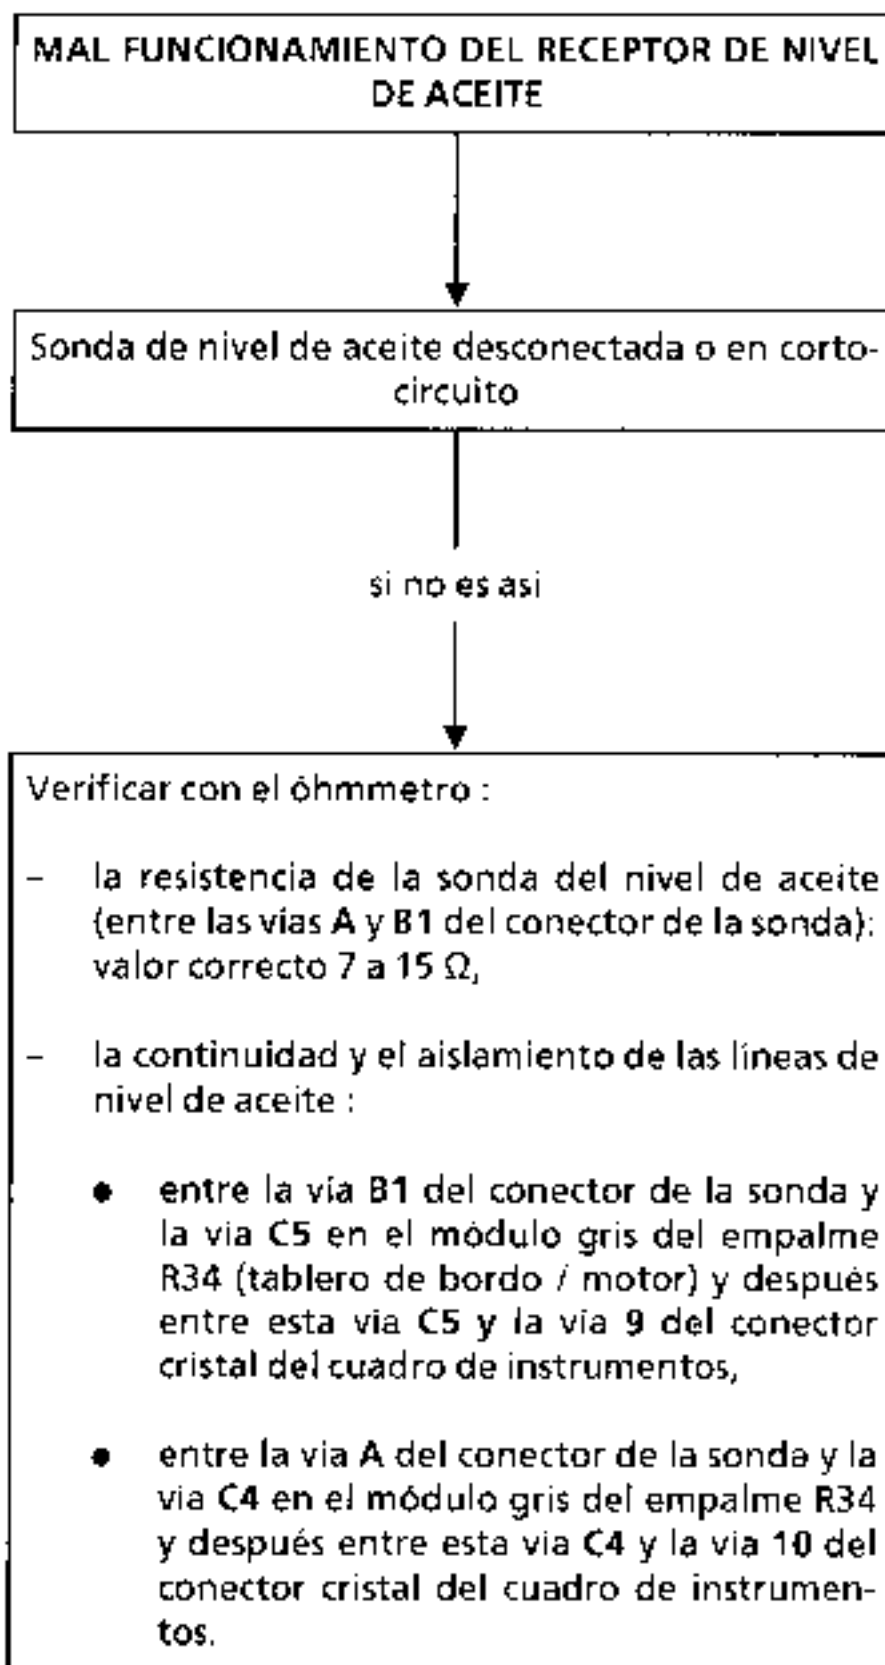 MAL FUNCIONAMIENTO DEL RECEPTOR DE NIVEL
DE ACEITE
Sonda de nivel de aceite desconectada o en corto-
circuito
si no es asi
Verificar con el óhmmetro :
– la resistencia de la sonda del nivel de aceite
(entre las vías A y B1 del conector de la sonda):
valor correcto 7 a 15 Ω,
– la continuidad y el aislamiento de las líneas de
nivel de aceite :
● entre la vía B1 del conector de la sonda y
la via C5 en el módulo gris del empalme
R34 (tablero de bordo / motor) y después
entre esta via C5 y la vía 9 del conector
cristal del cuadro de instrumentos,
● entre la via A del conector de la sonda y la
via C4 en el módulo gris del empalme R34
y después entre esta via C4 y la via 10 del
conector cristal del cuadro de instrumen-
tos.